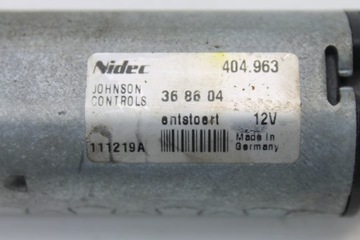 Nidec 404.963
JOHNSON CONTROLS 36 86 04
entstoert 12V
111219A Made in Germany